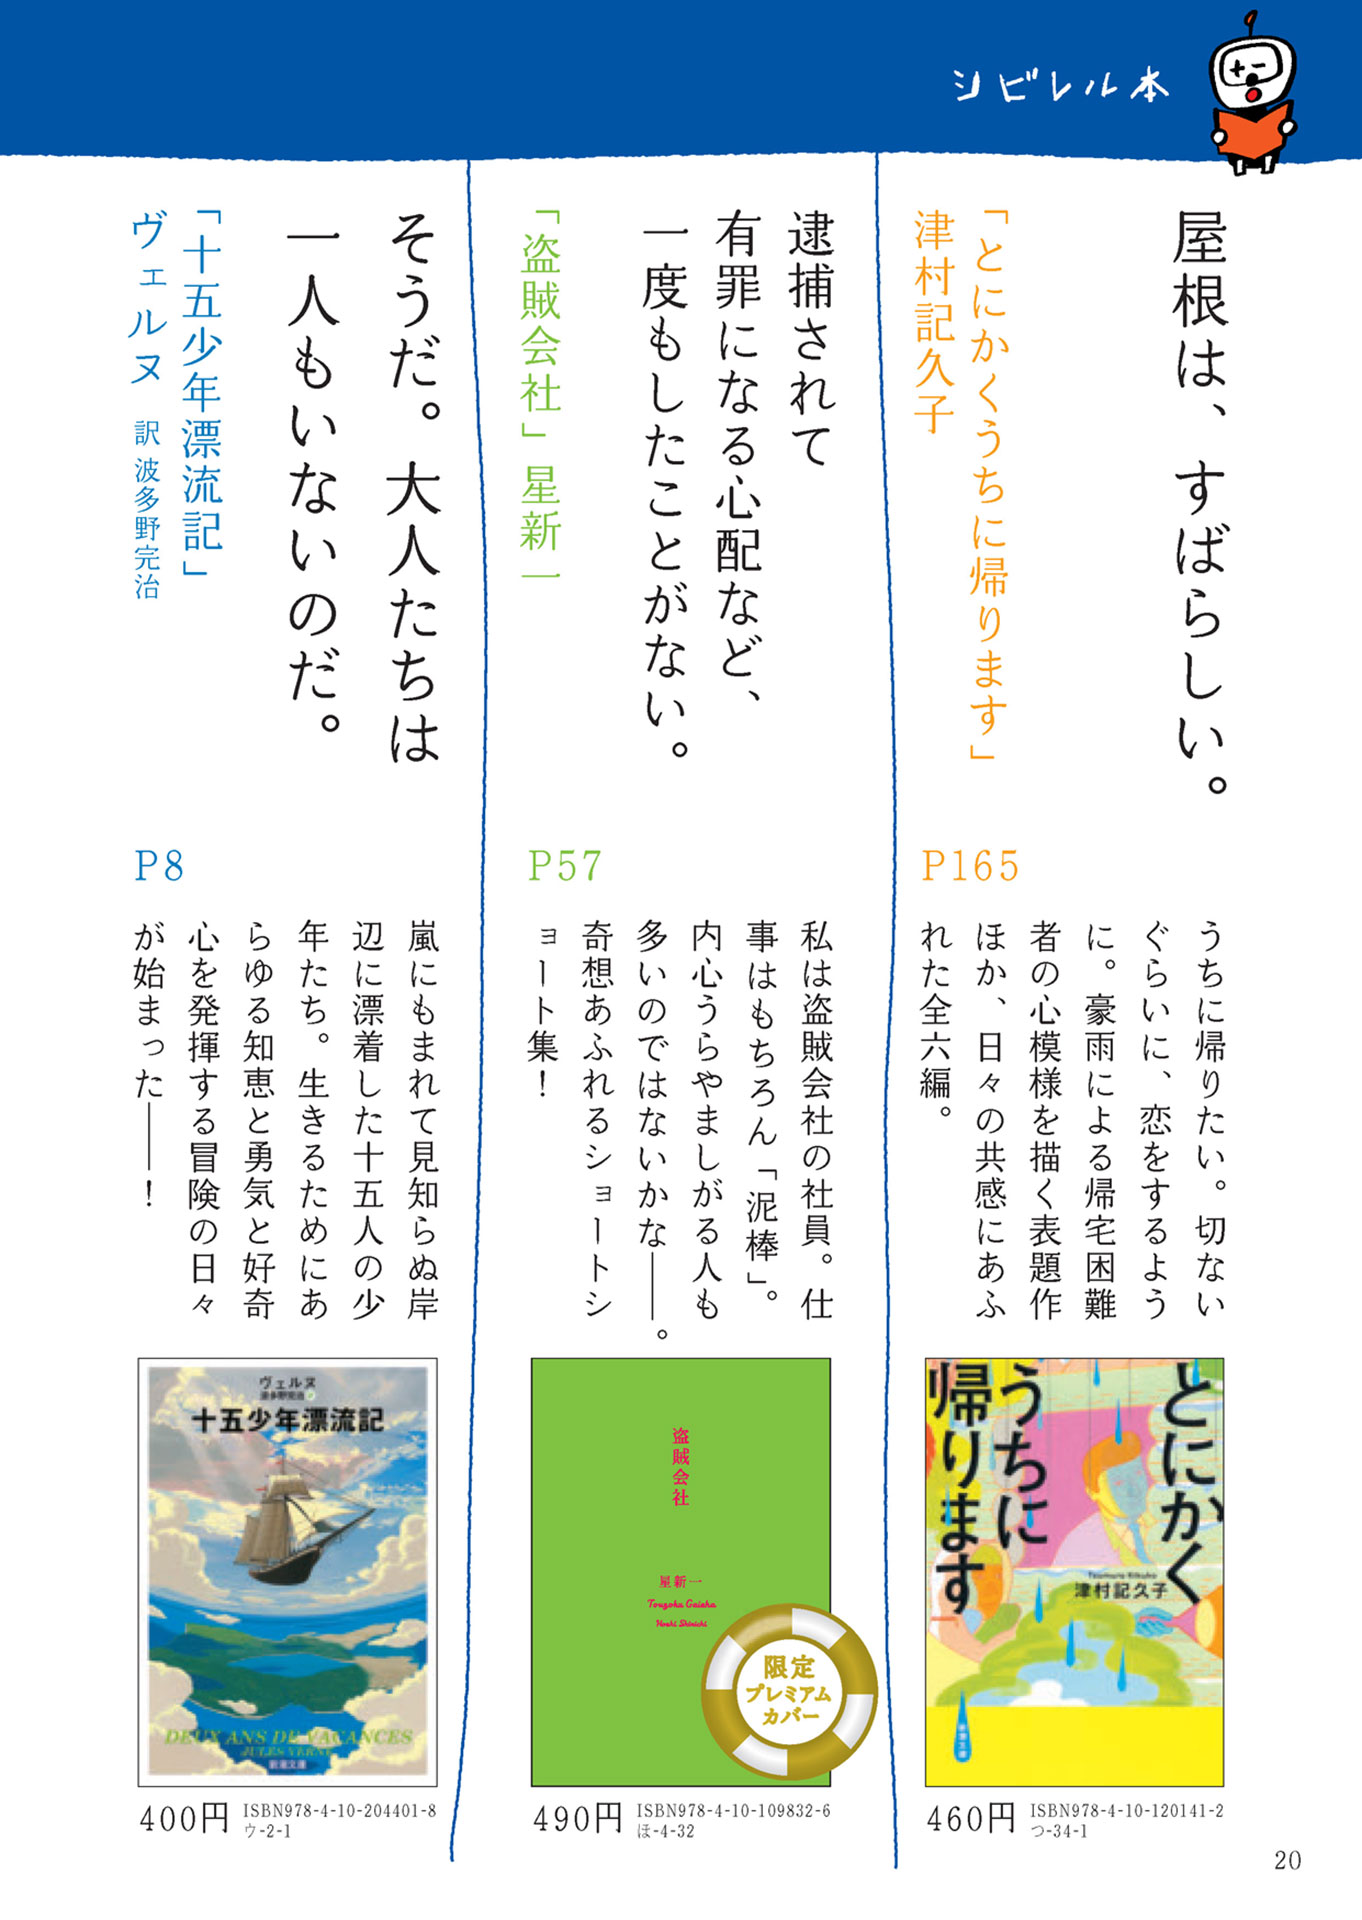 シビレル本
屋根は、すばらしい。
「とにかくうちに帰ります」
津村記久子
P165
うちに帰りたい。切ない
ぐらいに、恋をするよう
に。豪雨による帰宅困難
者の心模様を描く表題作
ほか、日々の共感にあふ
れた全六編。
とにかく
うちに
帰ります
Tsumura Kikuko
津村記久子
新潮文庫
460円
ISBN978-4-10-120141-2
つ-34-1
逮捕されて
有罪になる心配など、
一度もしたことがない。
「盗賊会社」星新一
P57
私は盗賊会社の社員。仕
事はもちろん「泥棒」。
内心うらやましがる人も
多いのではないかな――。
奇想あふれるショートシ
ョート集！
盗賊会社
星新一
Touzoku Gaisha
Hoshi Shinichi
限定
プレミアム
カバー
490円
ISBN978-4-10-109832-6
ほ-4-32
そうだ。大人たちは
一人もいないのだ。
「十五少年漂流記」
ヴェルヌ 訳 波多野完治
P8
嵐にもまれて見知らぬ岸
辺に漂着した十五人の少
年たち。生きるためにあ
らゆる知恵と勇気と好奇
心を発揮する冒険の日々
が始まった――！
ヴェルヌ
波多野完治 訳
十五少年漂流記
DEUX ANS DE VACANCES
JULES VERNE
新潮文庫
400円
ISBN978-4-10-204401-8
ウ-2-1
20